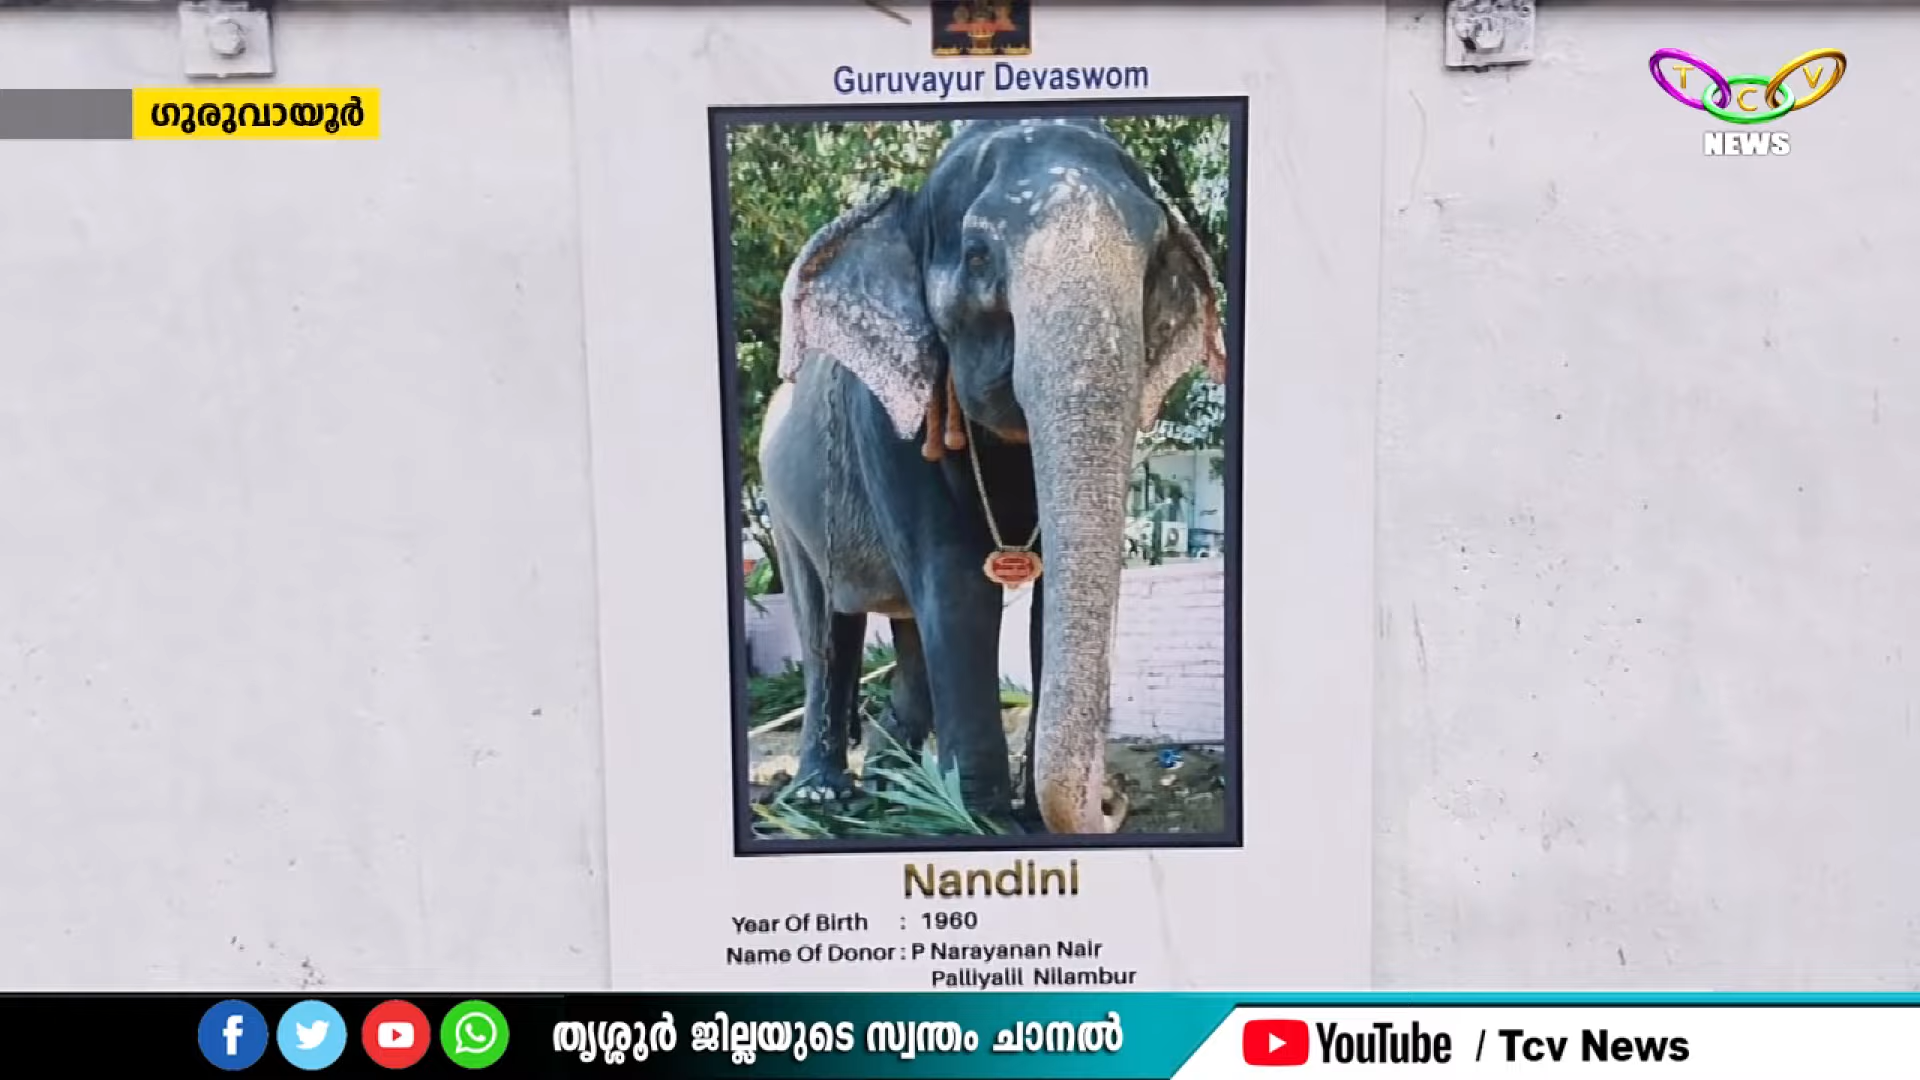 Guruvayur Devaswom
ഗുരുവായൂർ
T C V
NEWS
Nandini
Year Of Birth : 1960
Name Of Donor : P Narayanan Nair
Palliyalil Nilambur
തൃശ്ശൂർ ജില്ലയുടെ സ്വന്തം ചാനൽ
YouTube / Tcv News